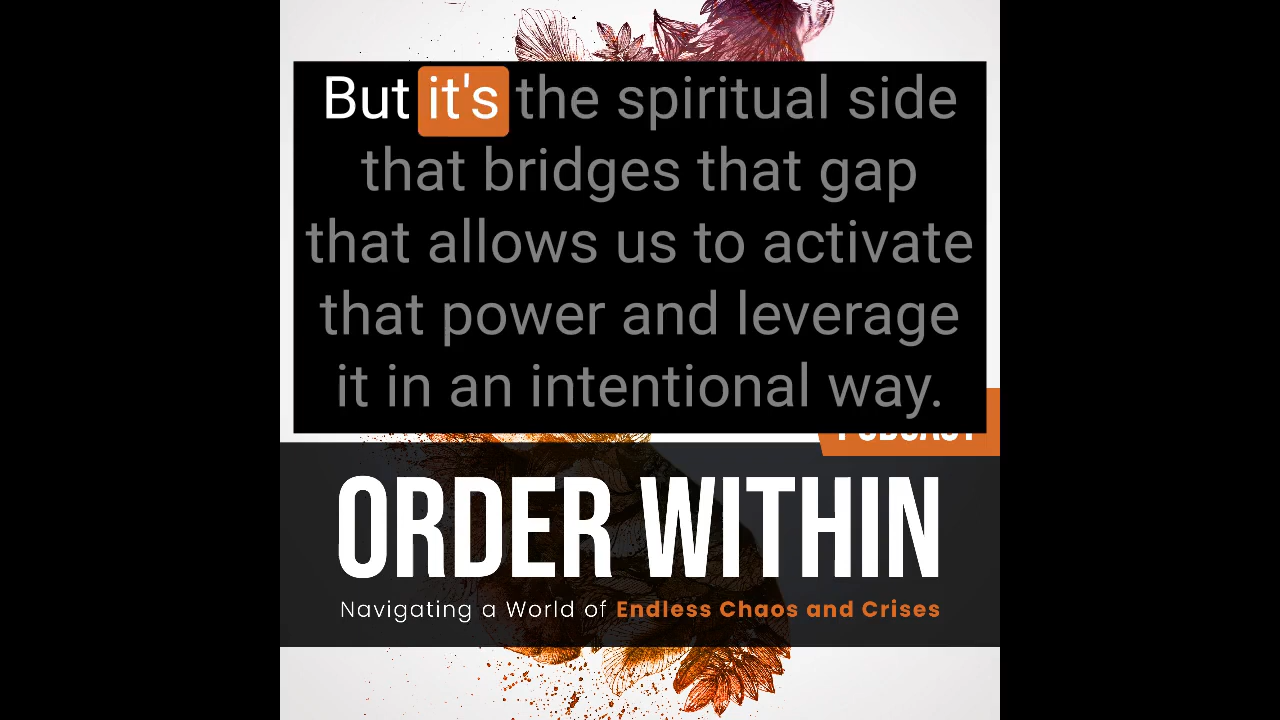 But it's the spiritual side
that bridges that gap
that allows us to activate
that power and leverage
it in an intentional way.
PODCAST
ORDER WITHIN
Navigating a World of Endless Chaos and Crises